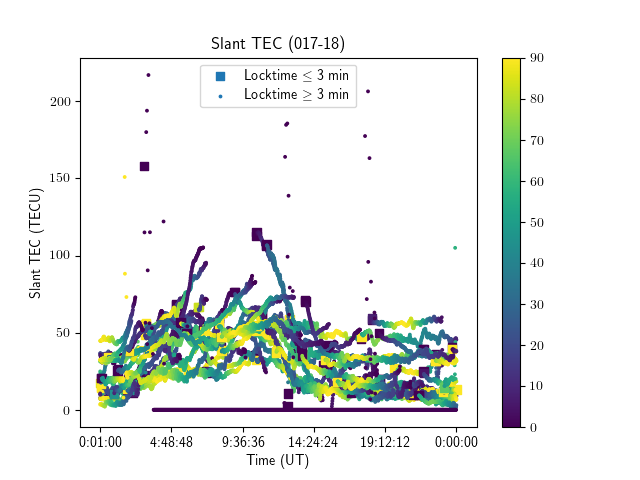 Slant TEC (017-18)
Locktime ≤ 3 min
Locktime ≥ 3 min
Slant TEC (TECU)
200
150
100
50
0
0:01:00 4:48:48 9:36:36 14:24:24 19:12:12 0:00:00
Time (UT)
90
80
70
60
50
40
30
20
10
0